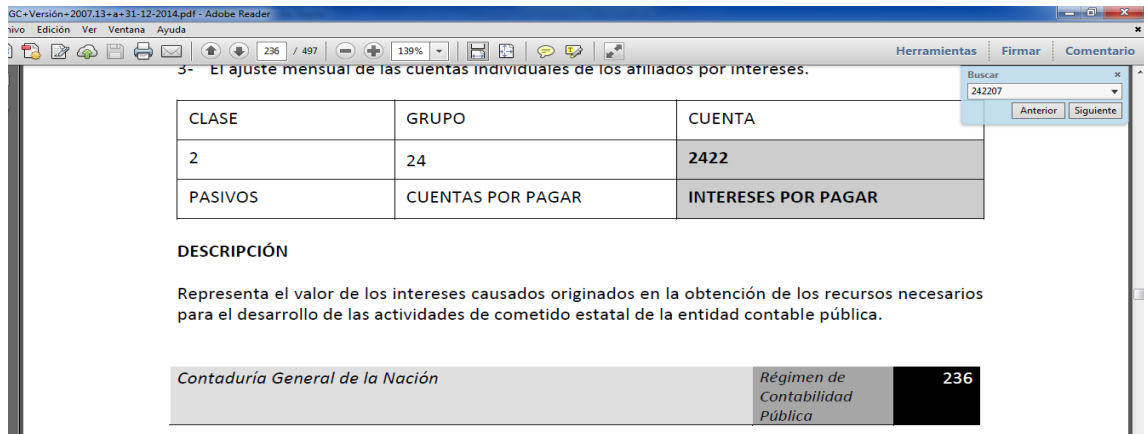 GC+Versión+2007.13+a+31-12-2014.pdf - Adobe Reader
hivo Edición Ver Ventana Ayuda
236 / 497 139% Herramientas Firmar Comentario
Buscar
242207
Anterior Siguiente
3- El ajuste mensual de las cuentas individuales de los afiliados por intereses.
CLASE GRUPO CUENTA
2 24 2422
PASIVOS CUENTAS POR PAGAR INTERESES POR PAGAR
DESCRIPCIÓN
Representa el valor de los intereses causados originados en la obtención de los recursos necesarios
para el desarrollo de las actividades de cometido estatal de la entidad contable pública.
Contaduría General de la Nación
Régimen de
Contabilidad
Pública
236